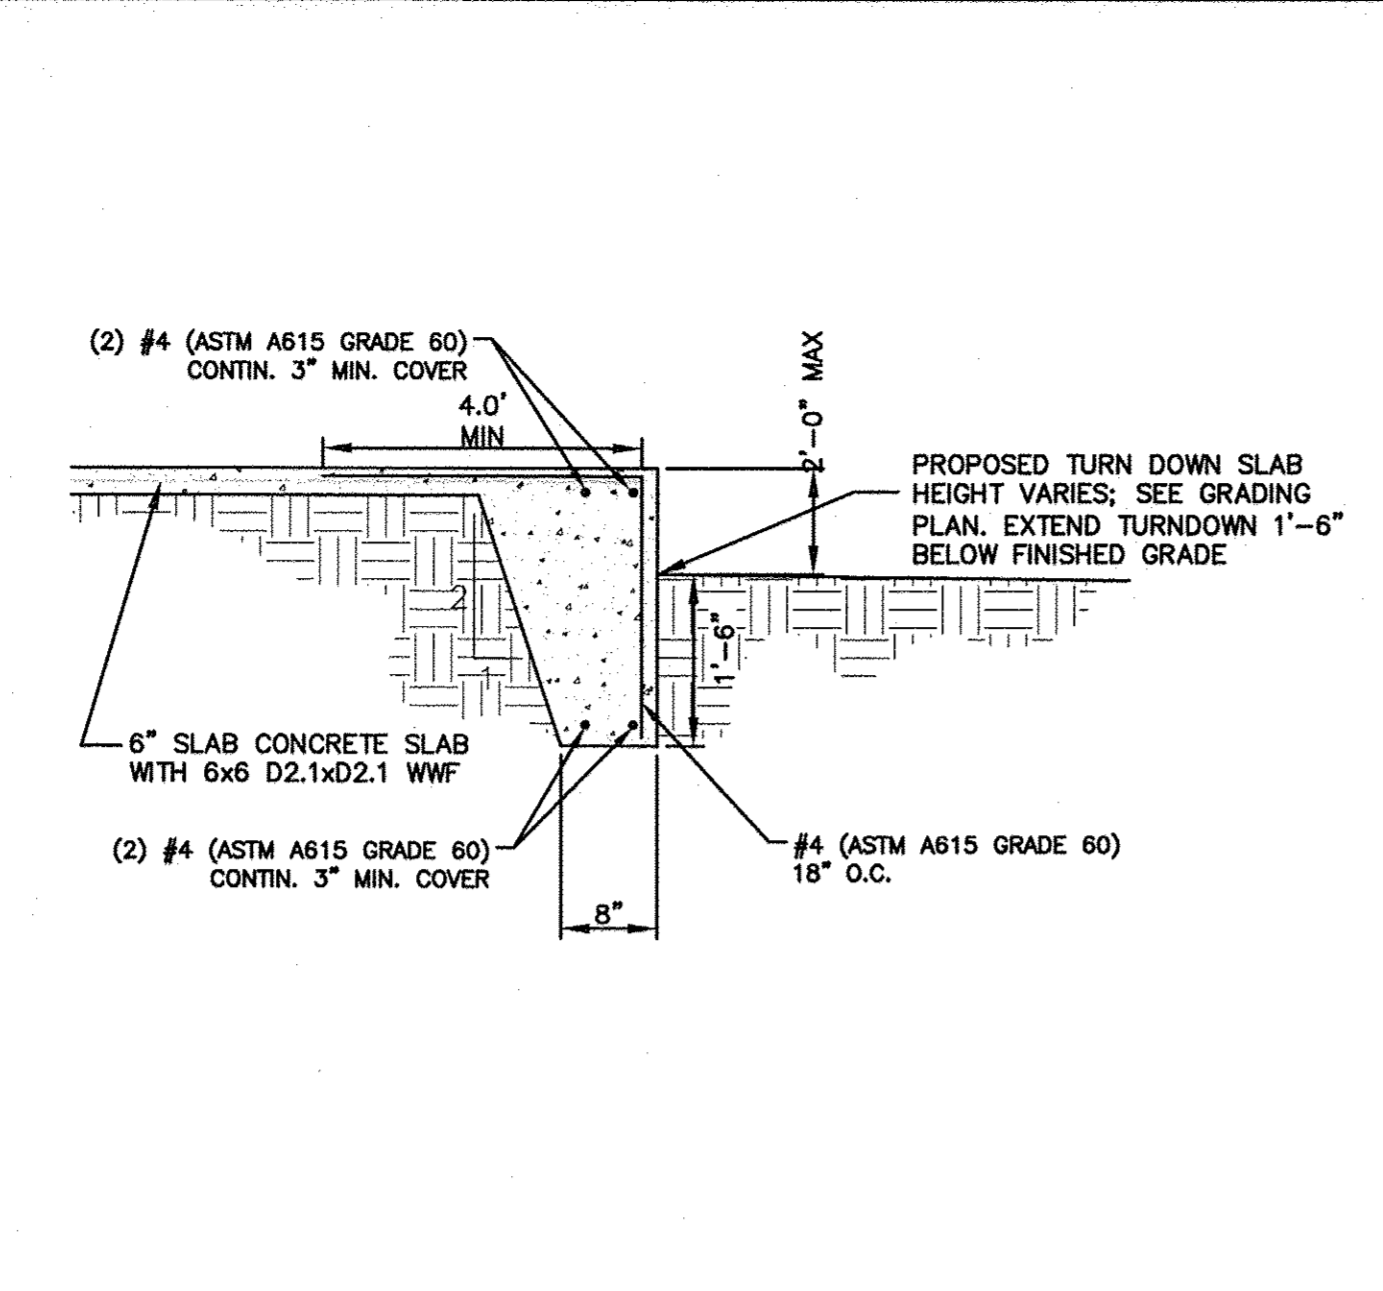 (2) #4 (ASTM A615 GRADE 60)
CONTIN. 3" MIN. COVER
4.0'
MIN
2'-0" MAX
PROPOSED TURN DOWN SLAB
HEIGHT VARIES; SEE GRADING
PLAN. EXTEND TURNDOWN 1'-6"
BELOW FINISHED GRADE
2
1
1'-6"
6" SLAB CONCRETE SLAB
WITH 6x6 D2.1xD2.1 WWF
(2) #4 (ASTM A615 GRADE 60)
CONTIN. 3" MIN. COVER
#4 (ASTM A615 GRADE 60)
18" O.C.
8"